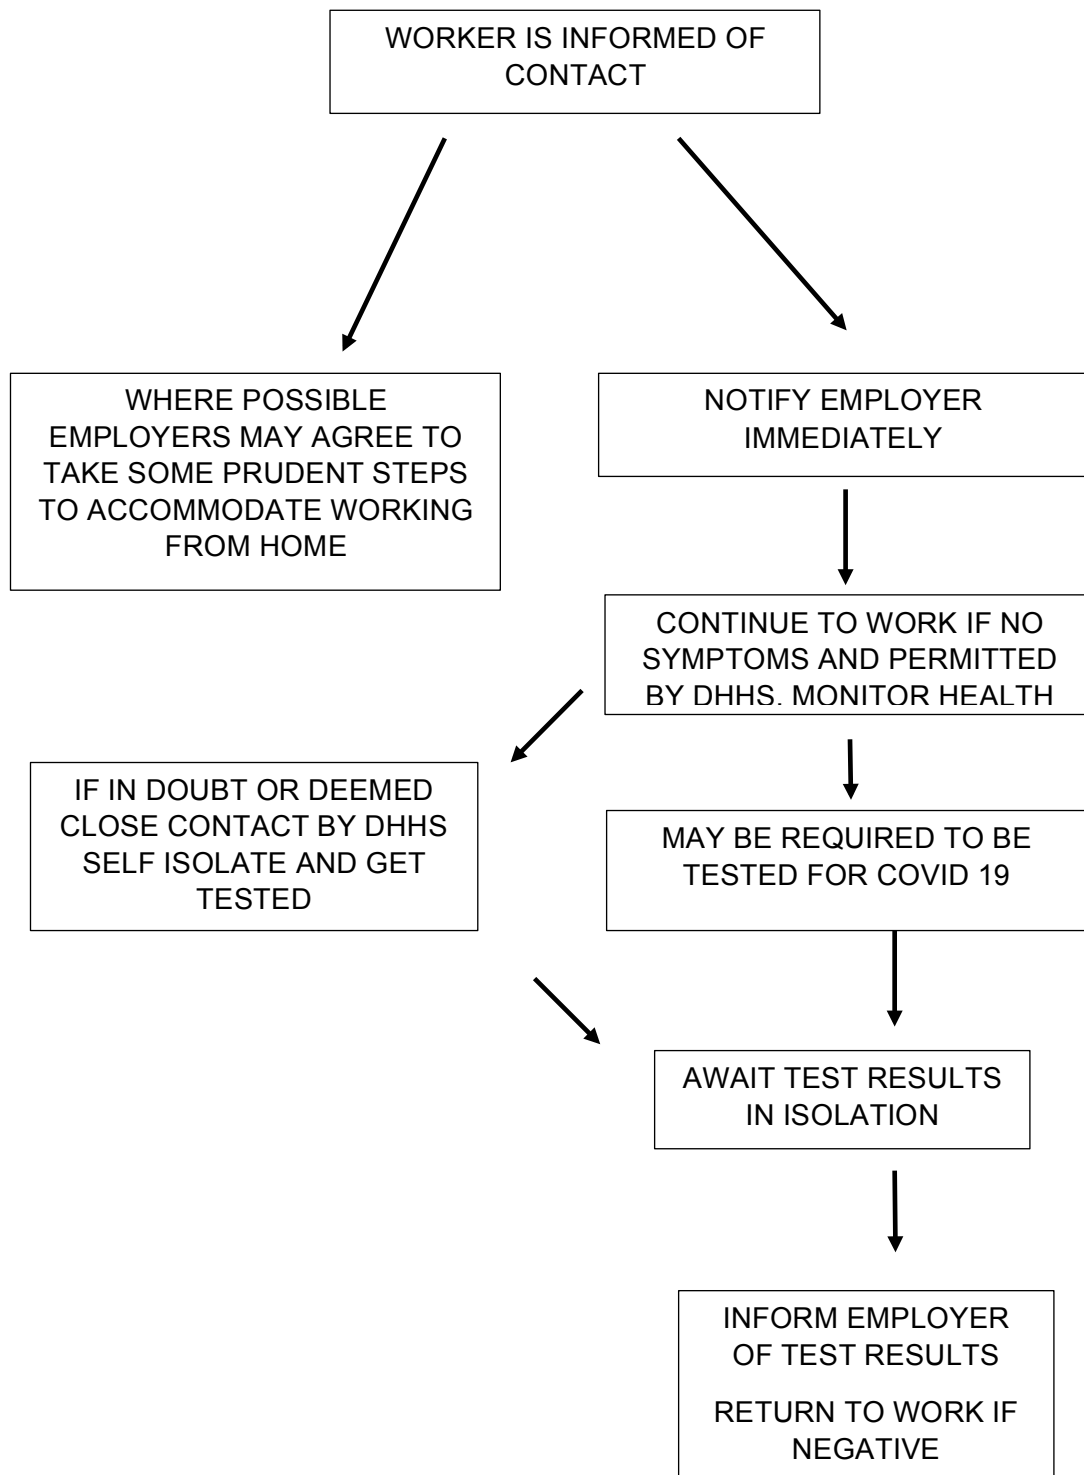 WORKER IS INFORMED OF
CONTACT
WHERE POSSIBLE
EMPLOYERS MAY AGREE TO
TAKE SOME PRUDENT STEPS
TO ACCOMMODATE WORKING
FROM HOME
NOTIFY EMPLOYER
IMMEDIATELY
CONTINUE TO WORK IF NO
SYMPTOMS AND PERMITTED
BY DHHS. MONITOR HEALTH
IF IN DOUBT OR DEEMED
CLOSE CONTACT BY DHHS
SELF ISOLATE AND GET
TESTED
MAY BE REQUIRED TO BE
TESTED FOR COVID 19
AWAIT TEST RESULTS
IN ISOLATION
INFORM EMPLOYER
OF TEST RESULTS
RETURN TO WORK IF
NEGATIVE